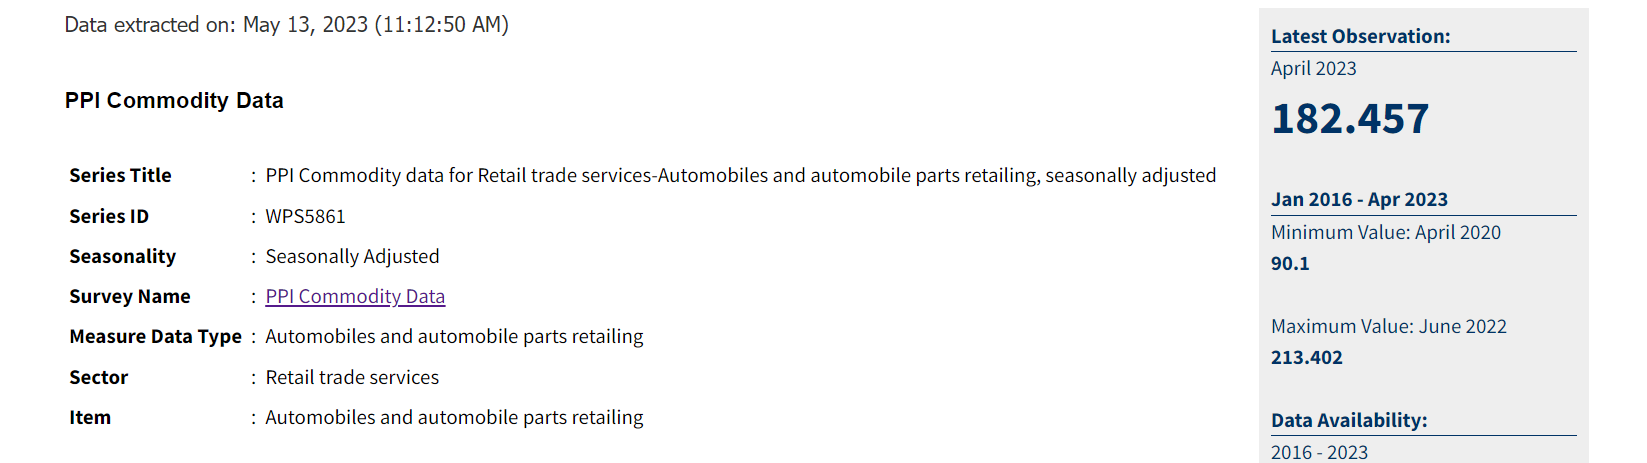 Data extracted on: May 13, 2023 (11:12:50 AM)
PPI Commodity Data
Series Title : PPI Commodity data for Retail trade services-Automobiles and automobile parts retailing, seasonally adjusted
Series ID : WPS5861
Seasonality : Seasonally Adjusted
Survey Name : PPI Commodity Data
Measure Data Type : Automobiles and automobile parts retailing
Sector : Retail trade services
Item : Automobiles and automobile parts retailing
Latest Observation:
April 2023
182.457
Jan 2016 - Apr 2023
Minimum Value: April 2020
90.1
Maximum Value: June 2022
213.402
Data Availability:
2016 - 2023